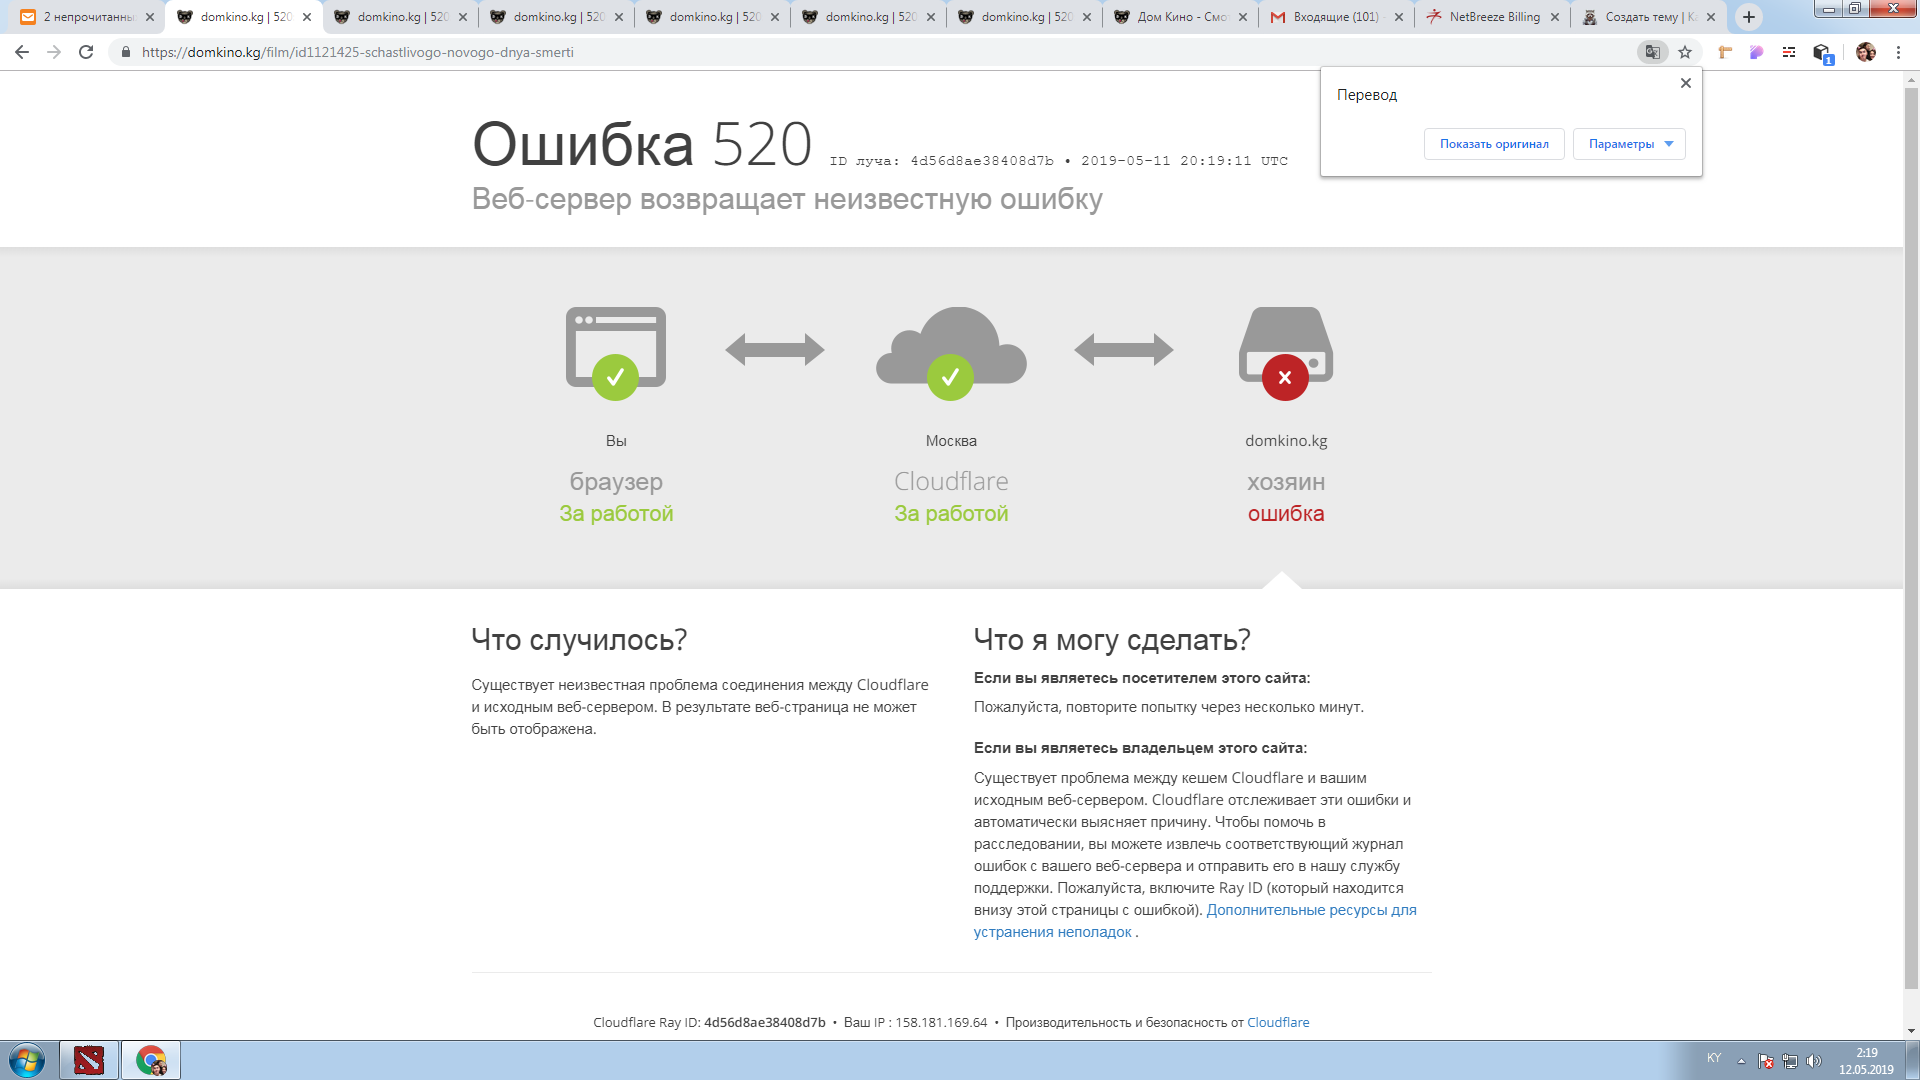 2 непрочитанны
domkino.kg | 520
domkino.kg | 520
domkino.kg | 520
domkino.kg | 520
domkino.kg | 520
domkino.kg | 520
Дом Кино - Смо
Входящие (101)
NetBreeze Billing
Создать тему | Ка
https://domkino.kg/film/id1121425-schastlivogo-novogo-dnya-smerti
1
Перевод
Показать оригинал
Параметры
Ошибка 520 ID луча: 4d56d8ae38408d7b • 2019-05-11 20:19:11 UTC
Веб-сервер возвращает неизвестную ошибку
Вы
браузер
За работой
Москва
Cloudflare
За работой
domkino.kg
хозяин
ошибка
Что случилось?
Существует неизвестная проблема соединения между Cloudflare
и исходным веб-сервером. В результате веб-страница не может
быть отображена.
Что я могу сделать?
Если вы являетесь посетителем этого сайта:
Пожалуйста, повторите попытку через несколько минут.
Если вы являетесь владельцем этого сайта:
Существует проблема между кешем Cloudflare и вашим
исходным веб-сервером. Cloudflare отслеживает эти ошибки и
автоматически выясняет причину. Чтобы помочь в
расследовании, вы можете извлечь соответствующий журнал
ошибок с вашего веб-сервера и отправить его в нашу службу
поддержки. Пожалуйста, включите Ray ID (который находится
внизу этой страницы с ошибкой). Дополнительные ресурсы для
устранения неполадок .
Cloudflare Ray ID: 4d56d8ae38408d7b • Ваш IP : 158.181.169.64 • Производительность и безопасность от Cloudflare
KY
2:19
12.05.2019